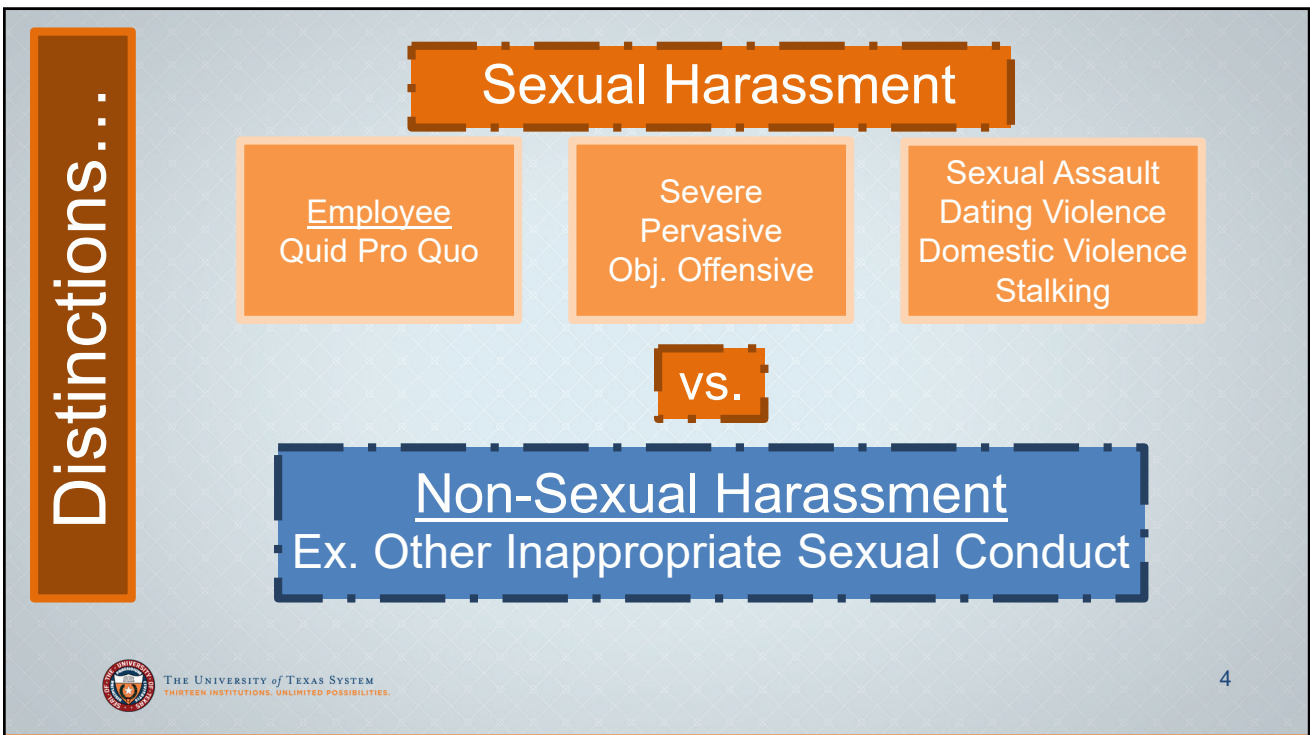 Distinctions…
Sexual Harassment
Employee
Quid Pro Quo
Severe
Pervasive
Obj. Offensive
Sexual Assault
Dating Violence
Domestic Violence
Stalking
vs.
Non-Sexual Harassment
Ex. Other Inappropriate Sexual Conduct
THE UNIVERSITY of TEXAS SYSTEM
THIRTEEN INSTITUTIONS. UNLIMITED POSSIBILITIES.
4